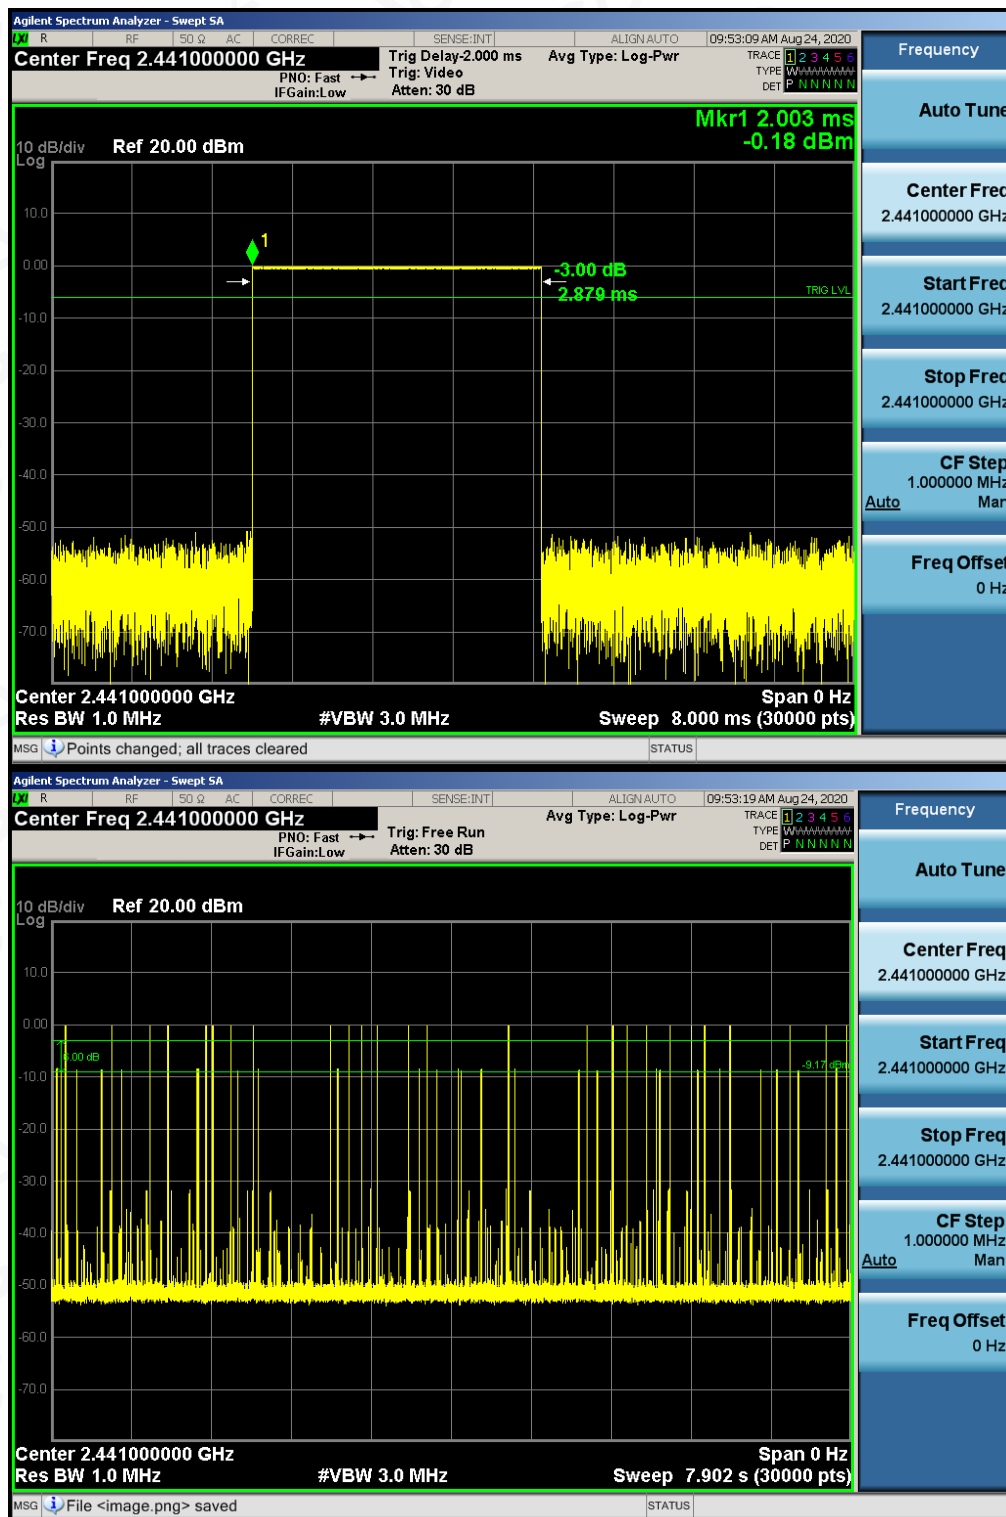 Agilent Spectrum Analyzer - Swept SA
LXI R RF 50 Ω AC CORREC SENSE:INT ALIGN AUTO 09:53:09 AM Aug 24, 2020
Center Freq 2.441000000 GHz Trig Delay-2.000 ms Avg Type: Log-Pwr TRACE 1 2 3 4 5 6
PNO: Fast Trig: Video TYPE W
IFGain:Low Atten: 30 dB DET P N N N N N
Mkr1 2.003 ms
-0.18 dBm
10 dB/div Ref 20.00 dBm
Log
10.0
1
0.00
-3.00 dB
2.879 ms
TRIG LVL
-10.0
-20.0
-30.0
-40.0
-50.0
-60.0
-70.0
Center 2.441000000 GHz Span 0 Hz
Res BW 1.0 MHz #VBW 3.0 MHz Sweep 8.000 ms (30000 pts)
MSG Points changed; all traces cleared STATUS
Frequency
Auto Tune
Center Freq
2.441000000 GHz
Start Freq
2.441000000 GHz
Stop Freq
2.441000000 GHz
CF Step
1.000000 MHz
Auto Man
Freq Offset
0 Hz
Agilent Spectrum Analyzer - Swept SA
LXI R RF 50 Ω AC CORREC SENSE:INT ALIGN AUTO 09:53:19 AM Aug 24, 2020
Center Freq 2.441000000 GHz Avg Type: Log-Pwr TRACE 1 2 3 4 5 6
PNO: Fast Trig: Free Run TYPE W
IFGain:Low Atten: 30 dB DET P N N N N N
10 dB/div Ref 20.00 dBm
Log
10.0
0.00
6.00 dB
-9.17 dBm
-10.0
-20.0
-30.0
-40.0
-50.0
-60.0
-70.0
Center 2.441000000 GHz Span 0 Hz
Res BW 1.0 MHz #VBW 3.0 MHz Sweep 7.902 s (30000 pts)
MSG File <image.png> saved STATUS
Frequency
Auto Tune
Center Freq
2.441000000 GHz
Start Freq
2.441000000 GHz
Stop Freq
2.441000000 GHz
CF Step
1.000000 MHz
Auto Man
Freq Offset
0 Hz